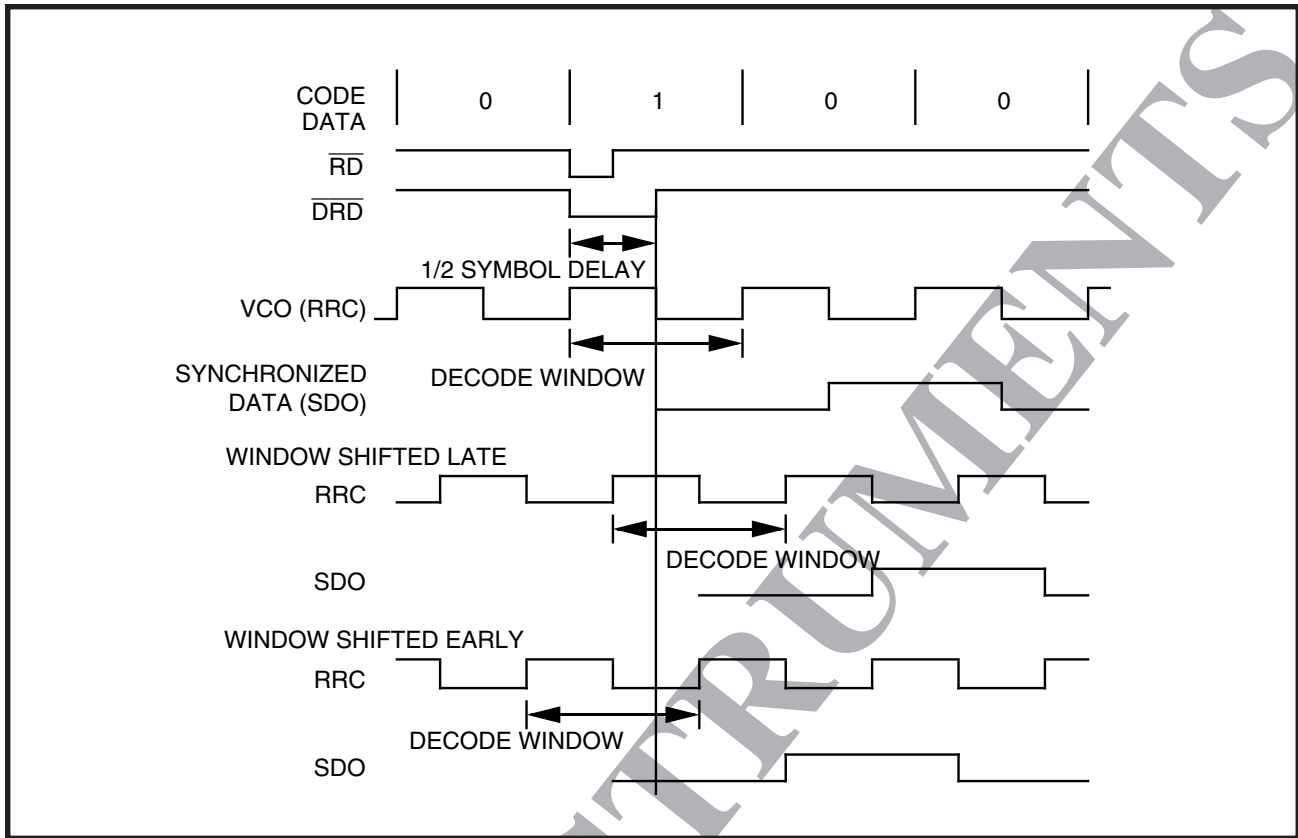 CODE DATA
0 1 0 0
RD
DRD
1/2 SYMBOL DELAY
VCO (RRC)
DECODE WINDOW
SYNCHRONIZED
DATA (SDO)
WINDOW SHIFTED LATE
RRC
DECODE WINDOW
SDO
WINDOW SHIFTED EARLY
RRC
DECODE WINDOW
SDO
TRUMENTS